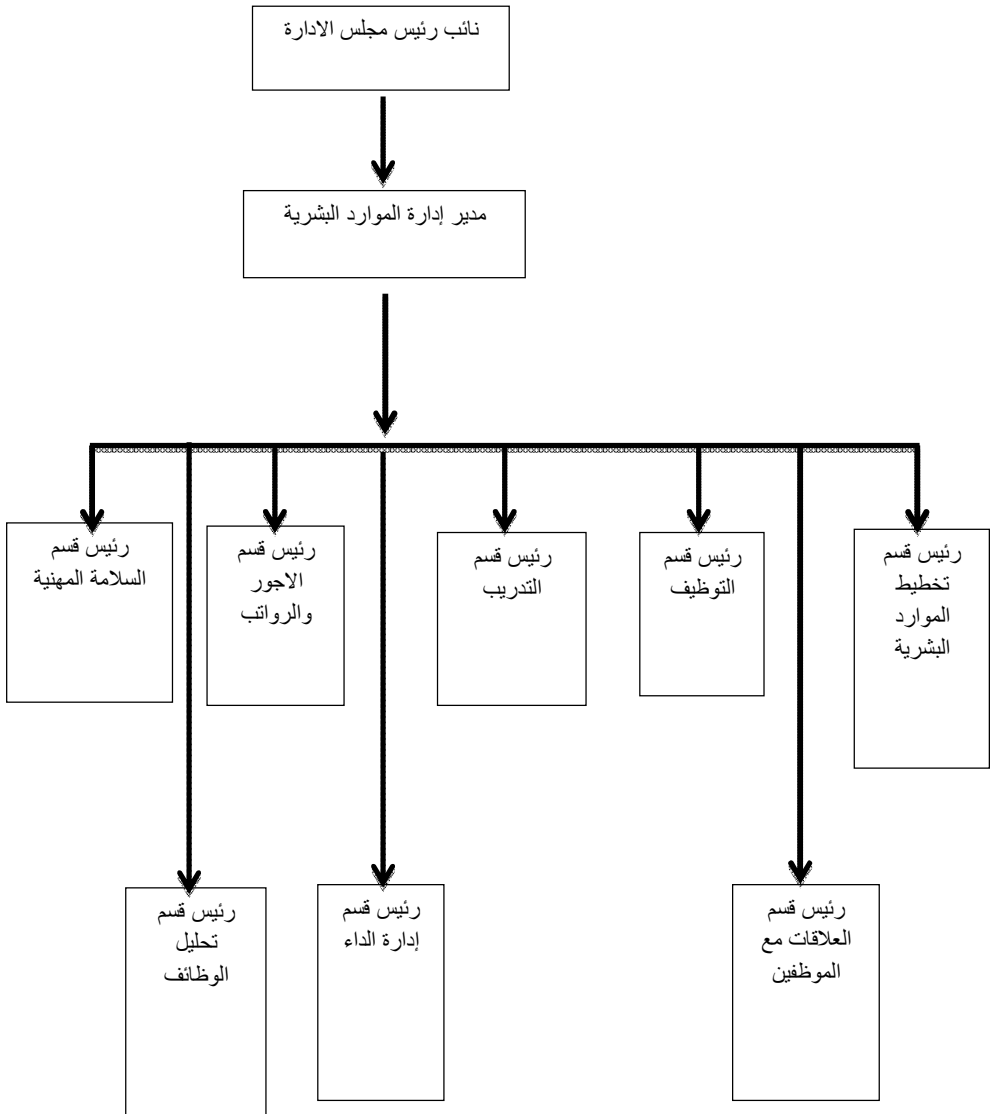 نائب رئيس مجلس الادارة
مدير إدارة الموارد البشرية
رئيس قسم
تخطيط
الموارد
البشرية
رئيس قسم
التوظيف
رئيس قسم
التدريب
رئيس قسم
الاجور
والرواتب
رئيس قسم
السلامة المهنية
رئيس قسم
العلاقات مع
الموظفين
رئيس قسم
إدارة الداء
رئيس قسم
تحليل
الوظائف